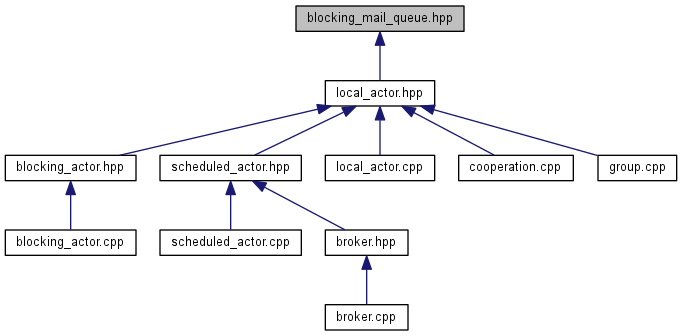 blocking_mail_queue.hpp
local_actor.hpp
blocking_actor.hpp
scheduled_actor.hpp
local_actor.cpp
cooperation.cpp
group.cpp
blocking_actor.cpp
scheduled_actor.cpp
broker.hpp
broker.cpp